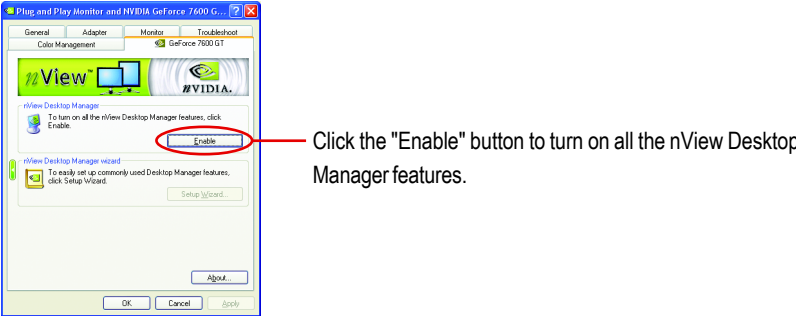 Plug and Play Monitor and NVIDIA GeForce 7600 G...
General Adapter Monitor Troubleshoot
Color Management GeForce 7600 GT
nView™ NVIDIA.
nView Desktop Manager
To turn on all the nView Desktop Manager features, click
Enable.
Enable
Click the "Enable" button to turn on all the nView Desktop
Manager features.
nView Desktop Manager wizard
To easily set up commonly used Desktop Manager features,
click Setup Wizard.
Setup Wizard...
About...
OK Cancel Apply